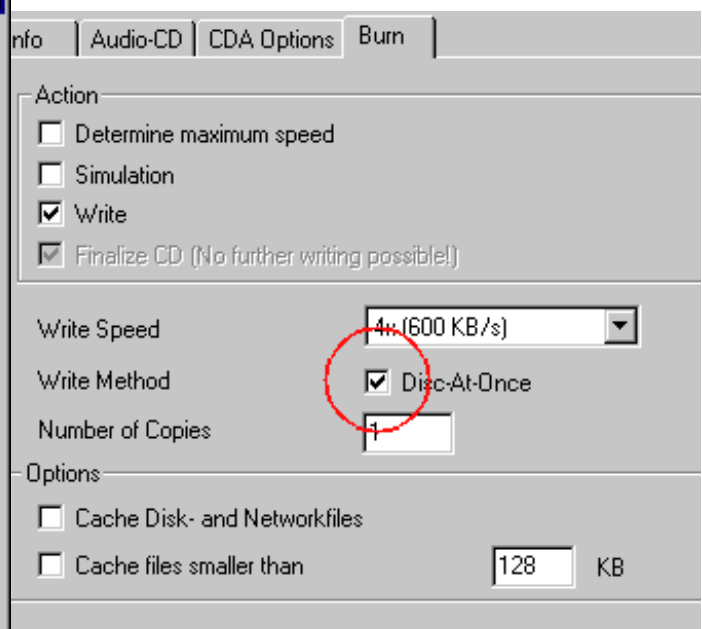 nfo Audio-CD CDA Options Burn
Action
Determine maximum speed
Simulation
Write
Finalize CD (No further writing possible!)
Write Speed 4x (600 KB/s)
Write Method Disc-At-Once
Number of Copies 1
Options
Cache Disk- and Networkfiles
Cache files smaller than 128 KB